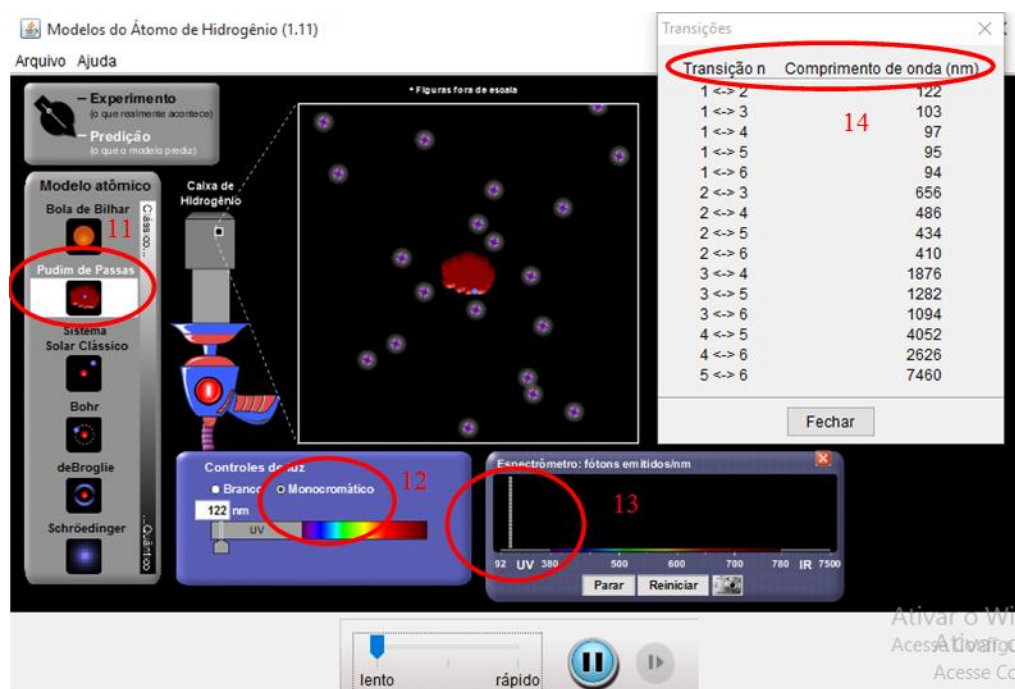 Modelos do Átomo de Hidrogênio (1.11)
Arquivo Ajuda
* Figuras fora de escala
Experimento
(o que realmente acontece)
Predição
(o que o modelo prediz)
Modelo atômico
Bola de Bilhar
11
Pudim de Passas
Sistema
Solar Clássico
Bohr
deBroglie
Schröedinger
Clássico...
...Quântico
Caixa de
Hidrogênio
Controles de luz
Branco Monocromático
12
122 nm
UV
Espectrômetro: fótons emitidos/nm
13
92 UV 380 500 600 700 780 IR 7500
Parar Reiniciar
lento rápido
Transições
Transição n Comprimento de onda (nm)
14
1 <-> 2 122
1 <-> 3 103
1 <-> 4 97
1 <-> 5 95
1 <-> 6 94
2 <-> 3 656
2 <-> 4 486
2 <-> 5 434
2 <-> 6 410
3 <-> 4 1876
3 <-> 5 1282
3 <-> 6 1094
4 <-> 5 4052
4 <-> 6 2626
5 <-> 6 7460
Fechar
Ativar o Wi
Acesse Co